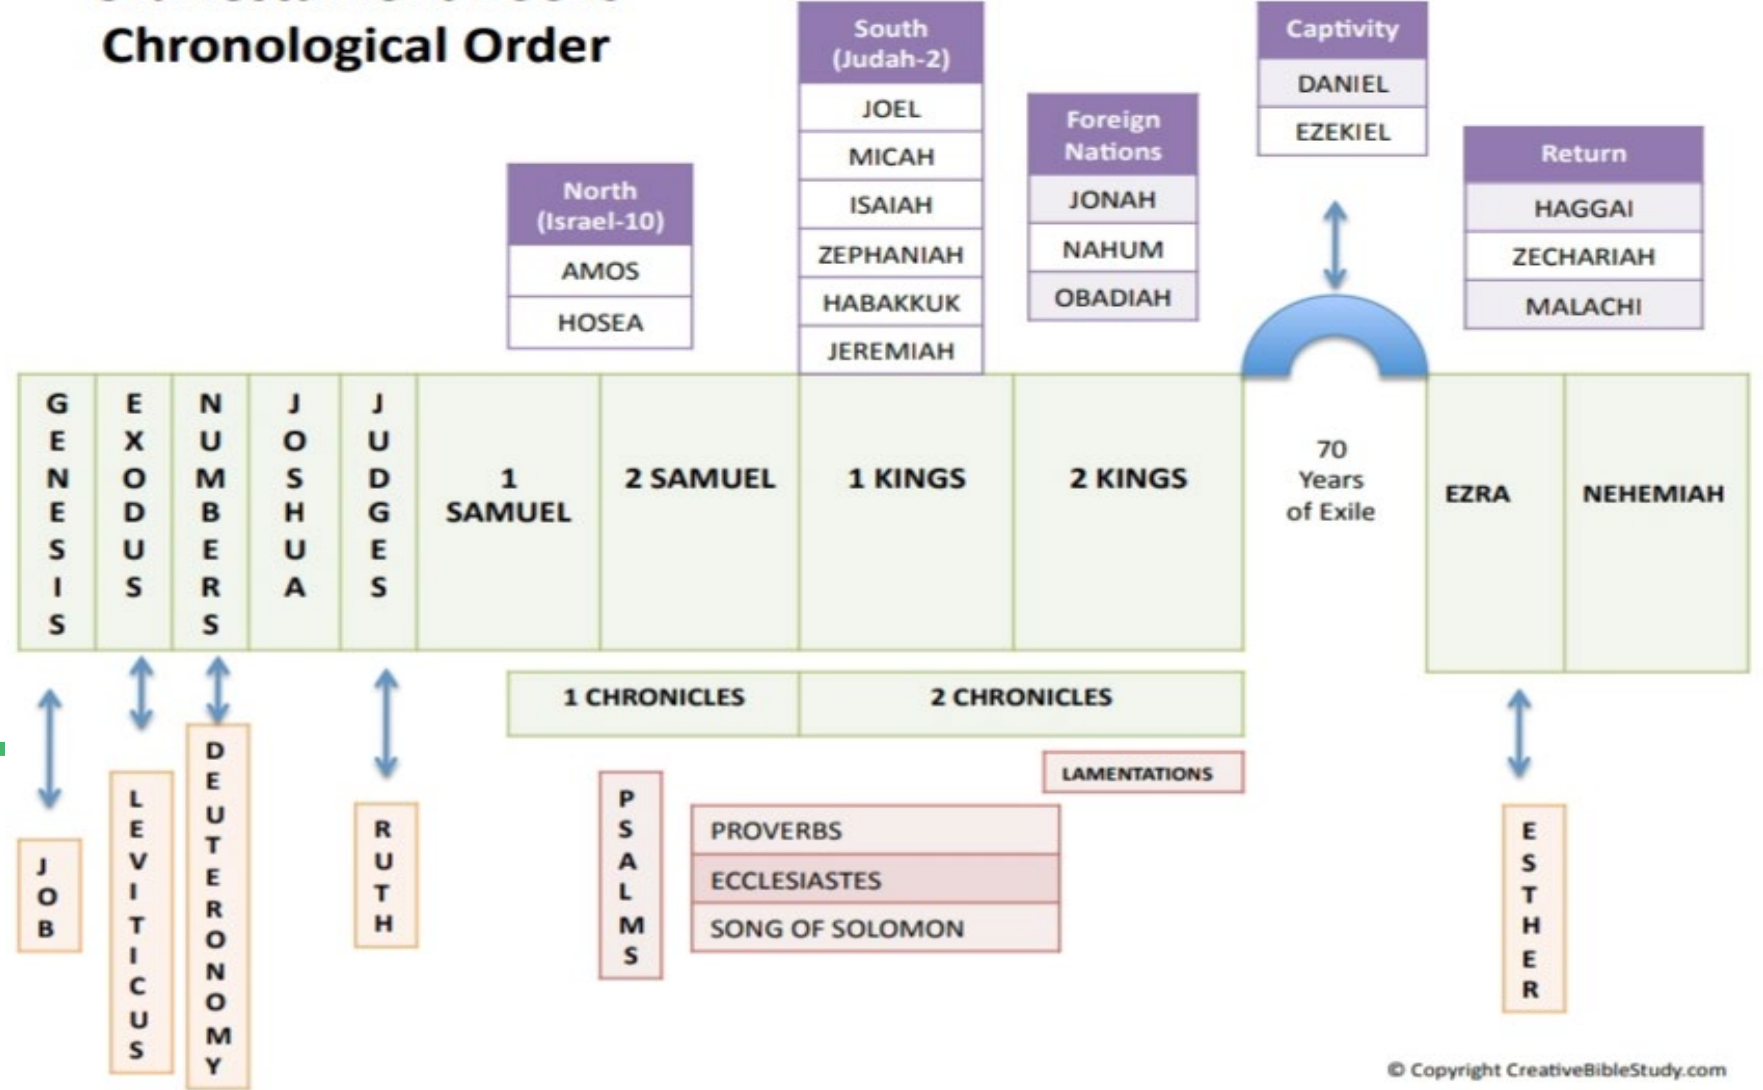 Chronological Order
South
(Judah-2)
JOEL
MICAH
ISAIAH
ZEPHANIAH
HABAKKUK
JEREMIAH
Captivity
DANIEL
EZEKIEL
Foreign
Nations
JONAH
NAHUM
OBADIAH
Return
HAGGAI
ZECHARIAH
MALACHI
North
(Israel-10)
AMOS
HOSEA
GENESIS
EXODUS
NUMBERS
JOSHUA
JUDGES
1
SAMUEL
2 SAMUEL
1 KINGS
2 KINGS
70
Years
of Exile
EZRA
NEHEMIAH
1 CHRONICLES
2 CHRONICLES
LAMENTATIONS
JOB
LEVITICUS
DEUTERONOMY
RUTH
PSALMS
PROVERBS
ECCLESIASTES
SONG OF SOLOMON
ESTHER
© Copyright CreativeBibleStudy.com